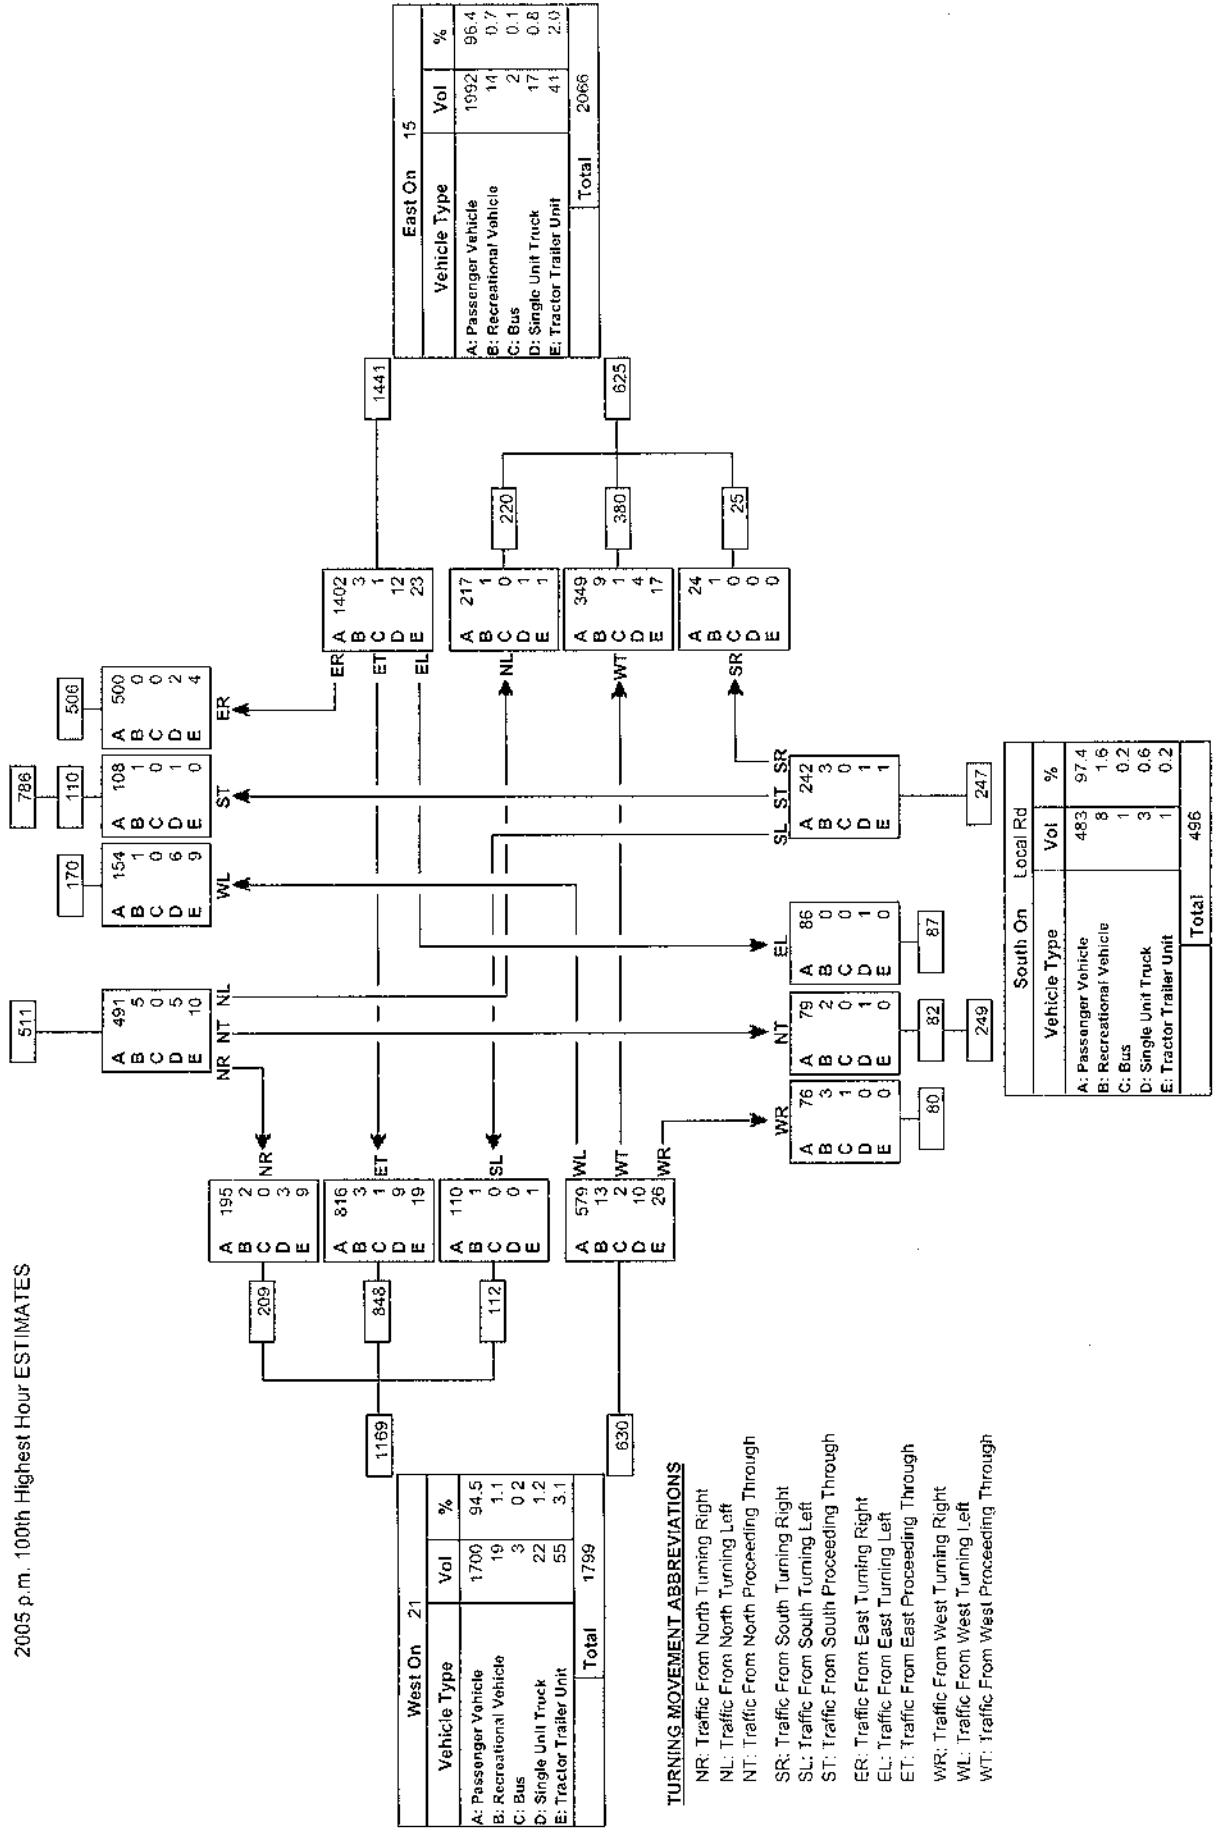 2005 p.m. 100th Highest Hour ESTIMATES
511
A 491
B 5
C 0
D 5
E 10
NR NT NL
170
A 154
B 1
C 0
D 6
E 9
WL
786
110
A 108
B 1
C 0
D 1
E 0
ST
506
A 500
B 0
C 0
D 2
E 4
ER
209
A 195
B 2
C 0
D 3
E 9
NR
1169
848
A 816
B 3
C 1
D 9
E 19
ET
112
A 110
B 1
C 0
D 0
E 1
SL
630
A 579
B 13
C 2
D 10
E 26
WL
WT
WR
West On 21
Vehicle Type Vol %
A: Passenger Vehicle 1700 94.5
B: Recreational Vehicle 19 1.1
C: Bus 3 0.2
D: Single Unit Truck 22 1.2
E: Tractor Trailer Unit 55 3.1
Total 1799
ER
ET
EL
A 1402
B 3
C 1
D 12
E 23
1441
NL
A 217
B 1
C 0
D 1
E 1
220
WT
A 349
B 9
C 1
D 4
E 17
380
625
SR
A 24
B 1
C 0
D 0
E 0
25
East On 15
Vehicle Type Vol %
A: Passenger Vehicle 1992 96.4
B: Recreational Vehicle 14 0.7
C: Bus 2 0.1
D: Single Unit Truck 17 0.8
E: Tractor Trailer Unit 41 2.0
Total 2066
WR
A 76
B 3
C 1
D 0
E 0
80
NT
A 79
B 2
C 0
D 1
E 0
82
249
EL
A 86
B 0
C 0
D 1
E 0
87
SL ST SR
A 242
B 3
C 0
D 1
E 1
247
South On Local Rd
Vehicle Type Vol %
A: Passenger Vehicle 483 97.4
B: Recreational Vehicle 8 1.6
C: Bus 1 0.2
D: Single Unit Truck 3 0.6
E: Tractor Trailer Unit 1 0.2
Total 496
TURNING MOVEMENT ABBREVIATIONS
NR: Traffic From North Turning Right
NL: Traffic From North Turning Left
NT: Traffic From North Proceeding Through
SR: Traffic From South Turning Right
SL: Traffic From South Turning Left
ST: Traffic From South Proceeding Through
ER: Traffic From East Turning Right
EL: Traffic From East Turning Left
ET: Traffic From East Proceeding Through
WR: Traffic From West Turning Right
WL: Traffic From West Turning Left
WT: Traffic From West Proceeding Through